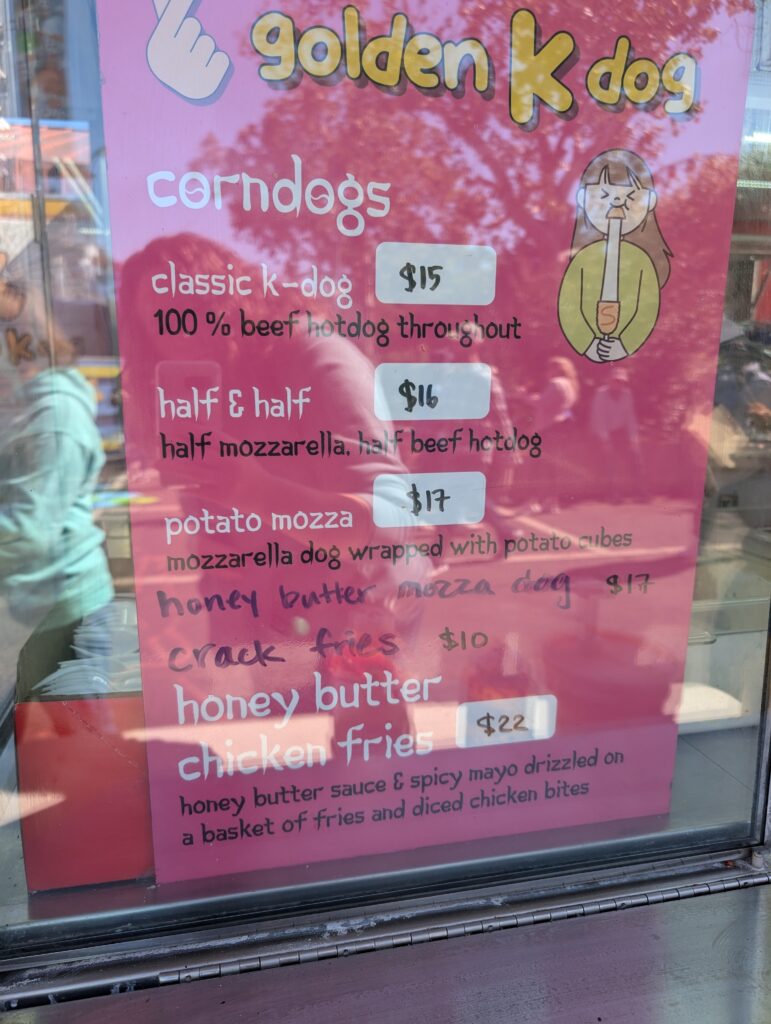 golden K dog
corndogs
classic k-dog $15
100 % beef hotdog throughout
half & half $16
half mozzarella, half beef hotdog
potato mozza $17
mozzarella dog wrapped with potato cubes
honey butter mozza dog $17
crack fries $10
honey butter
chicken fries $22
honey butter sauce & spicy mayo drizzled on
a basket of fries and diced chicken bites